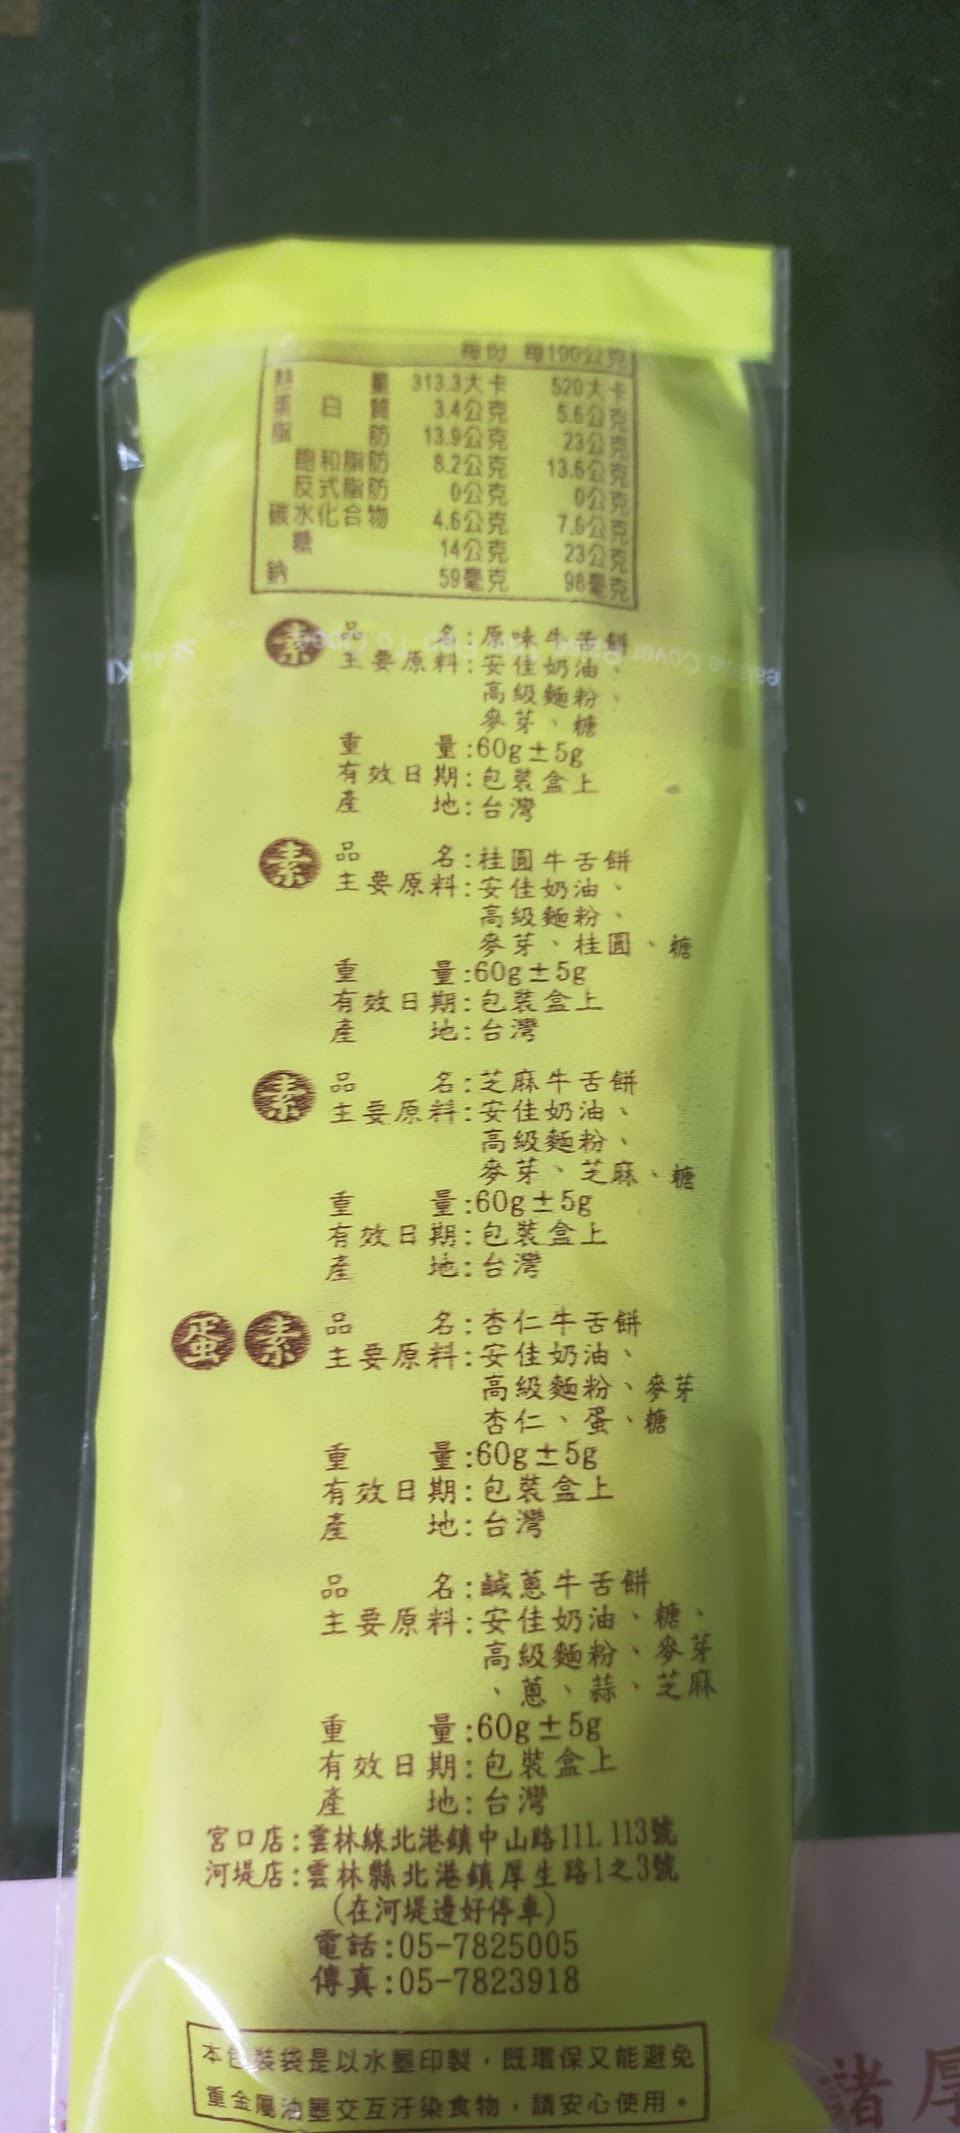 每份 每100公克
熱量 313.3大卡 520大卡
蛋白質 3.4公克 5.6公克
脂肪 13.9公克 23公克
飽和脂肪 8.2公克 13.6公克
反式脂肪 0公克 0公克
碳水化合物 4.6公克 7.6公克
糖 14公克 23公克
鈉 59毫克 98毫克
素 品名:原味牛舌餅
主要原料:安佳奶油、
高級麵粉、
麥芽、糖
重量:60g±5g
有效日期:包裝盒上
產地:台灣
素 品名:桂圓牛舌餅
主要原料:安佳奶油、
高級麵粉、
麥芽、桂圓、糖
重量:60g±5g
有效日期:包裝盒上
產地:台灣
素 品名:芝麻牛舌餅
主要原料:安佳奶油、
高級麵粉、
麥芽、芝麻、糖
重量:60g±5g
有效日期:包裝盒上
產地:台灣
蛋 素 品名:杏仁牛舌餅
主要原料:安佳奶油、
高級麵粉、麥芽
杏仁、蛋、糖
重量:60g±5g
有效日期:包裝盒上
產地:台灣
品名:鹹蔥牛舌餅
主要原料:安佳奶油、糖、
高級麵粉、麥芽
、蔥、蒜、芝麻
重量:60g±5g
有效日期:包裝盒上
產地:台灣
宮口店:雲林線北港鎮中山路111.113號
河堤店:雲林縣北港鎮厚生路1之3號
(在河堤邊好停車)
電話:05-7825005
傳真:05-7823918
本包裝袋是以水墨印製，既環保又能避免
重金屬油墨交互汙染食物，請安心使用。
諸厚